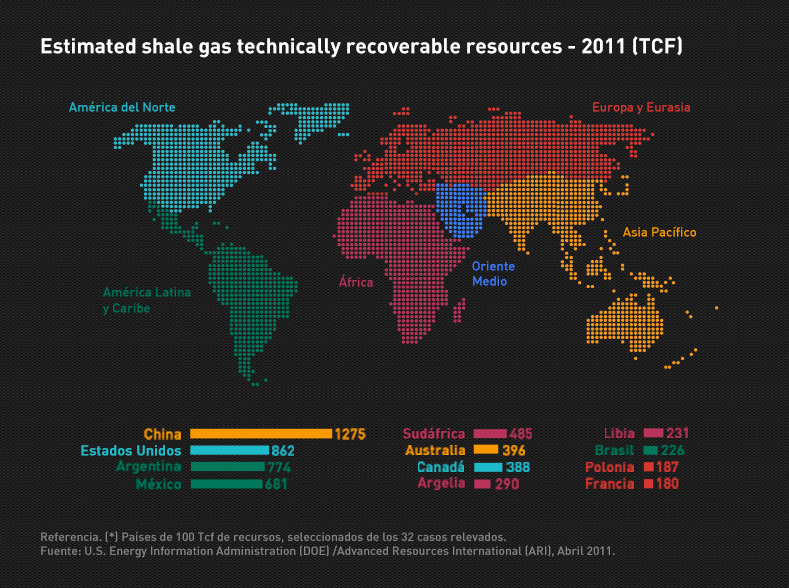 Estimated shale gas technically recoverable resources - 2011 (TCF)
América del Norte
Europa y Eurasia
Asia Pacífico
Oriente
Medio
África
América Latina
y Caribe
China 1275
Estados Unidos 862
Argentina 774
México 681
Sudáfrica 485
Australia 396
Canadá 388
Argelia 290
Libia 231
Brasil 226
Polonia 187
Francia 180
Referencia. (*) Países de 100 Tcf de recursos, seleccionados de los 32 casos relevados.
Fuente: U.S. Energy Information Administration (DOE) /Advanced Resources International (ARI), Abril 2011.